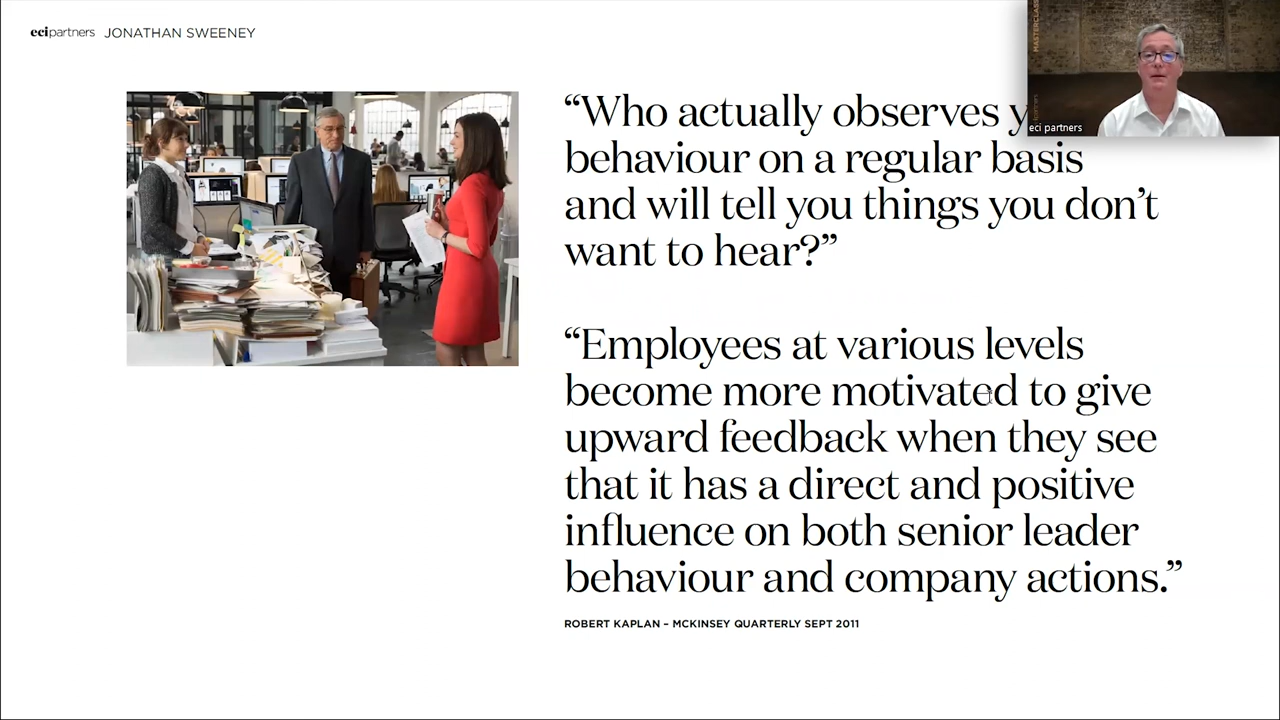 ecipartners JONATHAN SWEENEY
MASTERCLASS
eci partners
“Who actually observes
behaviour on a regular basis
and will tell you things you don’t
want to hear?”
“Employees at various levels
become more motivated to give
upward feedback when they see
that it has a direct and positive
influence on both senior leader
behaviour and company actions.”
ROBERT KAPLAN – MCKINSEY QUARTERLY SEPT 2011